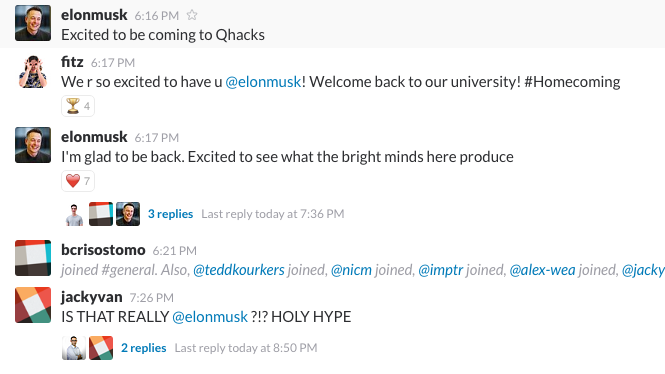 elonmusk 6:16 PM
Excited to be coming to Qhacks
fitz 6:17 PM
We r so excited to have u @elonmusk! Welcome back to our university! #Homecoming
4
elonmusk 6:17 PM
I'm glad to be back. Excited to see what the bright minds here produce
7
3 replies Last reply today at 7:36 PM
bcrisostomo 6:21 PM
joined #general. Also, @teddkourkers joined, @nicm joined, @imptr joined, @alex-wea joined, @jacky
jackyvan 7:26 PM
IS THAT REALLY @elonmusk ?!? HOLY HYPE
2 replies Last reply today at 8:50 PM